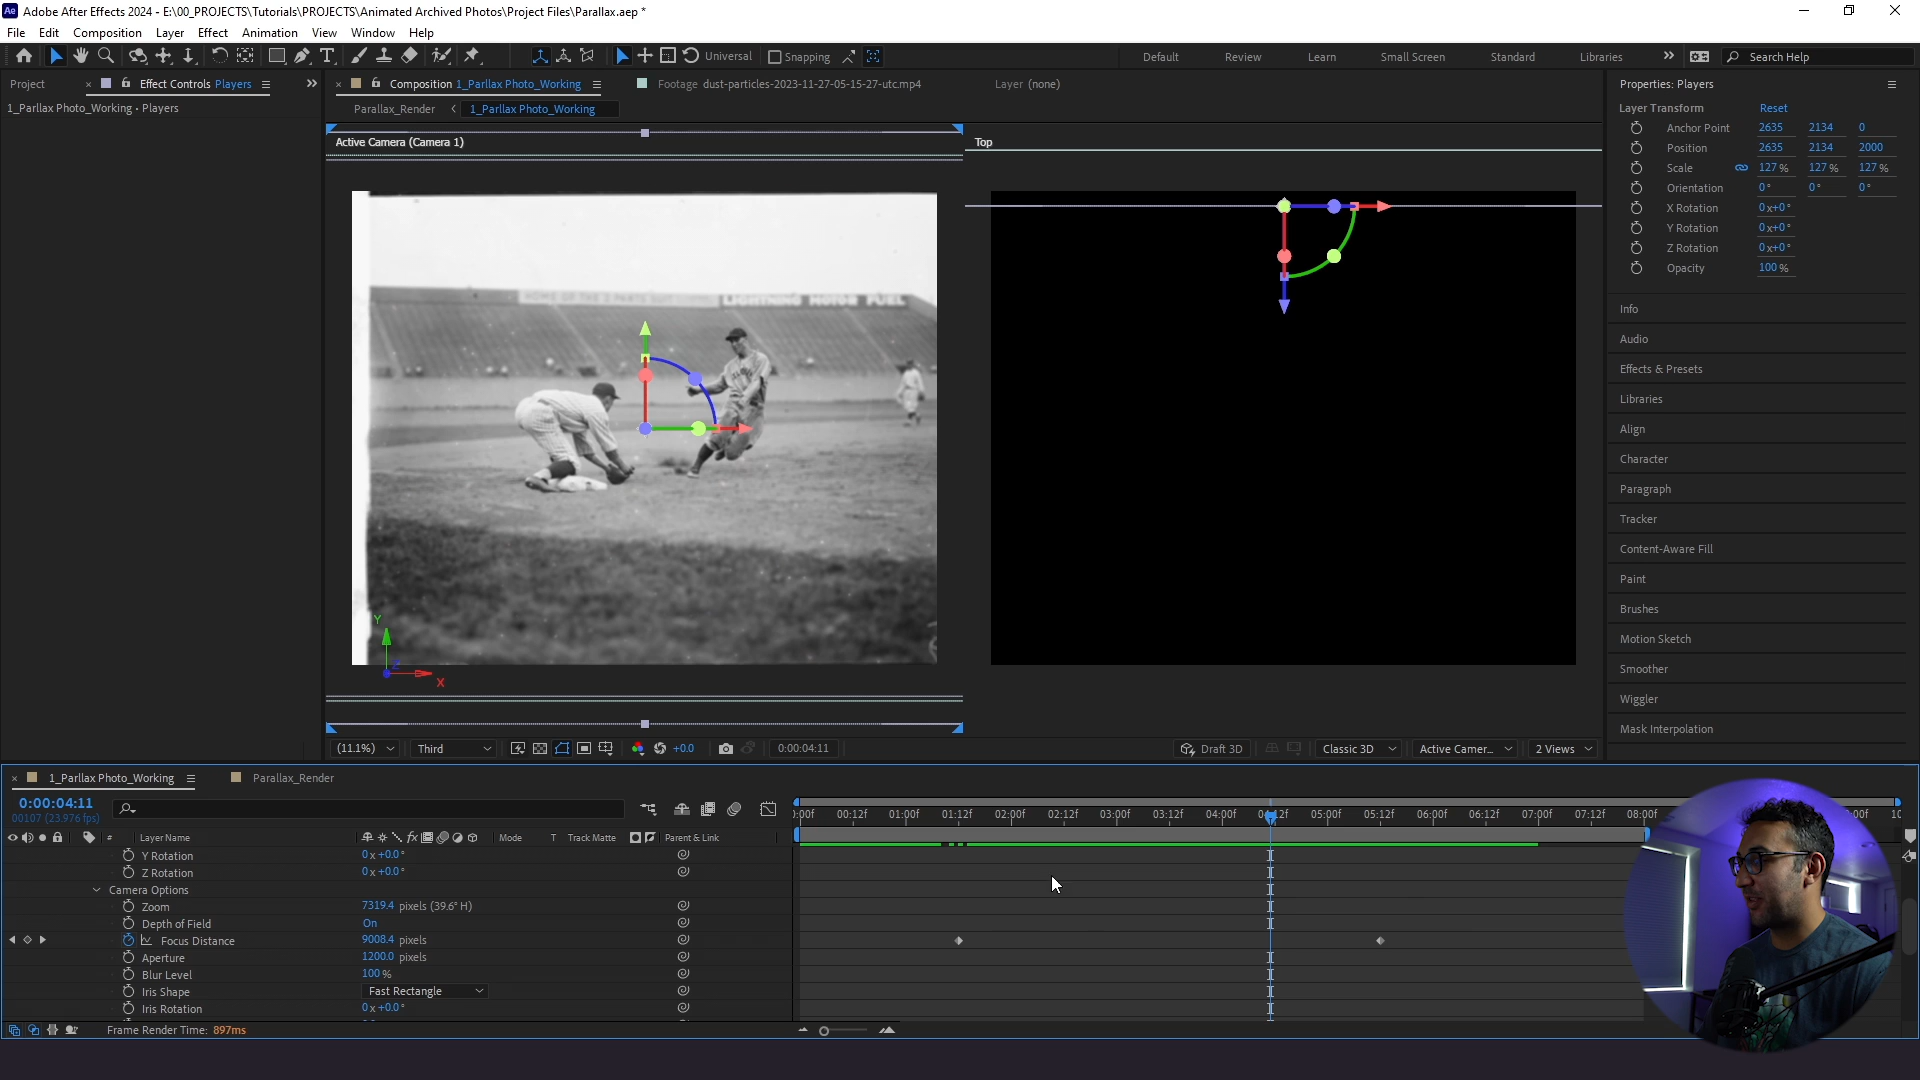 Ae Adobe After Effects 2024 - E:\00_PROJECTS\Tutorials\PROJECTS\Animated Archived Photos\Project Files\Parallax.aep *
File Edit Composition Layer Effect Animation View Window Help
Universal Snapping Default Review Learn Small Screen Standard Libraries Search Help
Project Effect Controls Players Composition 1_Parllax Photo_Working Footage dust-particles-2023-11-27-05-15-27-utc.mp4 Layer (none) Properties: Players
1_Parllax Photo_Working • Players Parallax_Render 1_Parllax Photo_Working Layer Transform Reset
Anchor Point 2635 2134 0
Active Camera (Camera 1) Top
Position 2635 2134 2000
Scale 127 % 127 % 127 %
Orientation 0° 0° 0°
X Rotation 0x+0°
Y Rotation 0x+0°
Z Rotation 0x+0°
Opacity 100 %
LIGHTNING MOTOR FUEL
Info
Audio
Effects & Presets
Libraries
Align
Character
Paragraph
Tracker
Content-Aware Fill
Paint
Brushes
Motion Sketch
Smoother
Wiggler
Mask Interpolation
Y
Z
X
(11.1%) Third +0.0 0:00:04:11 Draft 3D Classic 3D Active Camer... 2 Views
1_Parllax Photo_Working Parallax_Render
0:00:04:11
00107 (23.976 fps)
:00f 00:12f 01:00f 01:12f 02:00f 02:12f 03:00f 03:12f 04:00f 04:12f 05:00f 05:12f 06:00f 06:12f 07:00f 07:12f 08:00f
# Layer Name fx Mode T Track Matte Parent & Link
Y Rotation 0x+0.0°
Z Rotation 0x+0.0°
Camera Options
Zoom 7319.4 pixels (39.6° H)
Depth of Field On
Focus Distance 9008.4 pixels
Aperture 1200.0 pixels
Blur Level 100 %
Iris Shape Fast Rectangle
Iris Rotation 0x+0.0°
Frame Render Time: 897ms